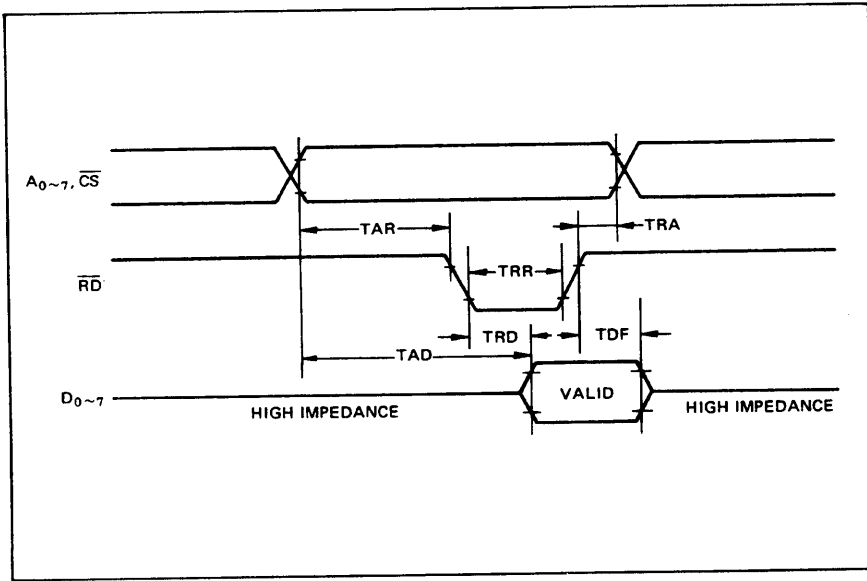 A0~7, CS
TAR
TRA
RD
TRR
TRD
TDF
TAD
D0~7
VALID
HIGH IMPEDANCE
HIGH IMPEDANCE